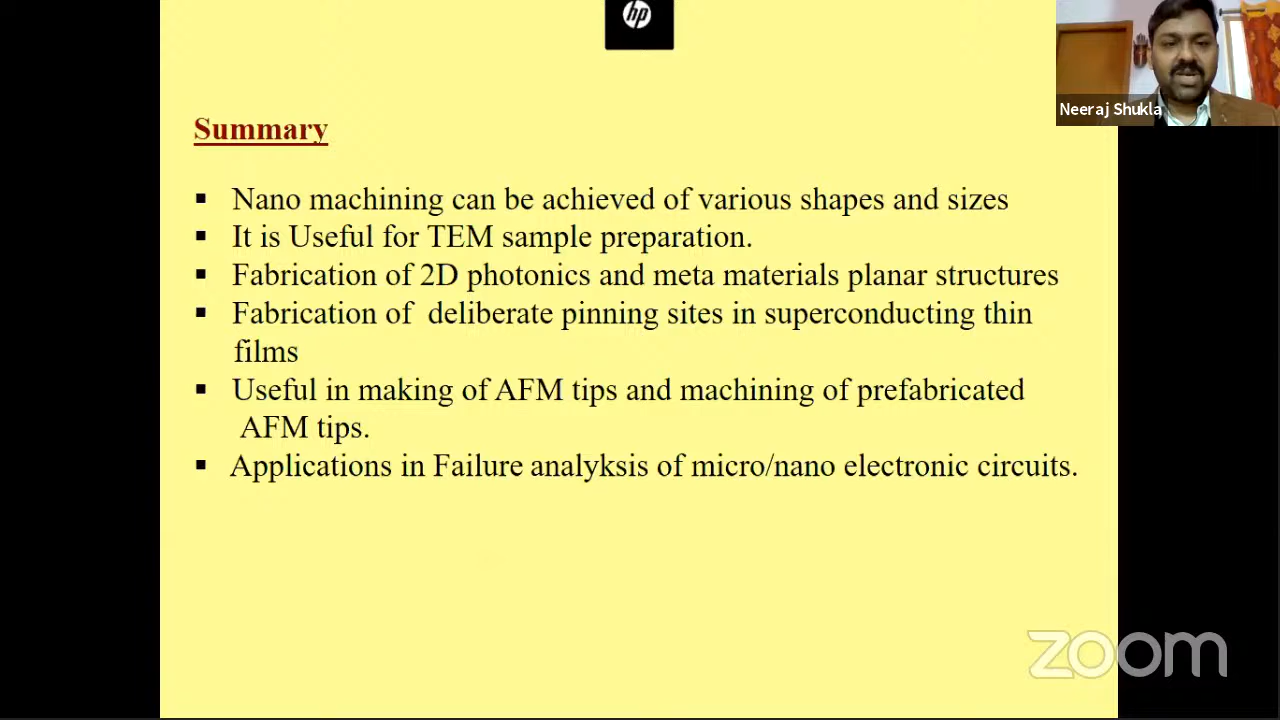 hp
Neeraj Shukla
Summary
▪ Nano machining can be achieved of various shapes and sizes
▪ It is Useful for TEM sample preparation.
▪ Fabrication of 2D photonics and meta materials planar structures
▪ Fabrication of deliberate pinning sites in superconducting thin
films
▪ Useful in making of AFM tips and machining of prefabricated
AFM tips.
▪ Applications in Failure analyksis of micro/nano electronic circuits.
zoom